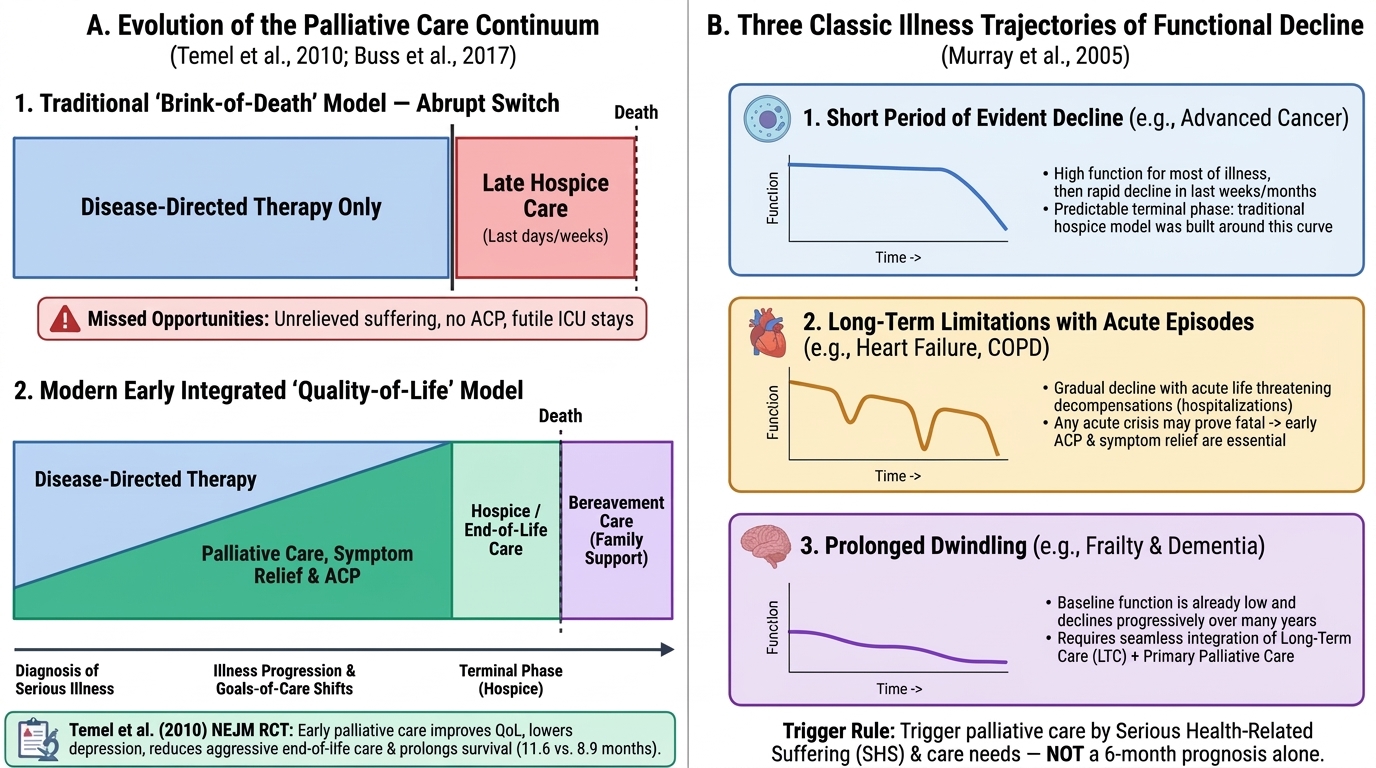 A. Evolution of the Palliative Care Continuum
(Temel et al., 2010; Buss et al., 2017)
1. Traditional ‘Brink-of-Death’ Model — Abrupt Switch
Death
Disease-Directed Therapy Only
Late Hospice
Care
(Last days/weeks)
Missed Opportunities: Unrelieved suffering, no ACP, futile ICU stays
2. Modern Early Integrated ‘Quality-of-Life’ Model
Death
Disease-Directed Therapy
Palliative Care, Symptom
Relief & ACP
Hospice /
End-of-Life
Care
Bereavement
Care
(Family
Support)
Diagnosis of
Serious Illness
Illness Progression &
Goals-of-Care Shifts
Terminal Phase
(Hospice)
Temel et al. (2010) NEJM RCT: Early palliative care improves QoL, lowers
depression, reduces aggressive end-of-life care & prolongs survival (11.6 vs. 8.9 months).
B. Three Classic Illness Trajectories of Functional Decline
(Murray et al., 2005)
1. Short Period of Evident Decline (e.g., Advanced Cancer)
Function
Time ->
• High function for most of illness,
then rapid decline in last weeks/months
• Predictable terminal phase: traditional
hospice model was built around this curve
2. Long-Term Limitations with Acute Episodes
(e.g., Heart Failure, COPD)
Function
Time ->
• Gradual decline with acute life threatening
decompensations (hospitalizations)
• Any acute crisis may prove fatal -> early
ACP & symptom relief are essential
3. Prolonged Dwindling (e.g., Frailty & Dementia)
Function
Time ->
• Baseline function is already low and
declines progressively over many years
• Requires seamless integration of Long-Term
Care (LTC) + Primary Palliative Care
Trigger Rule: Trigger palliative care by Serious Health-Related
Suffering (SHS) & care needs — NOT a 6-month prognosis alone.